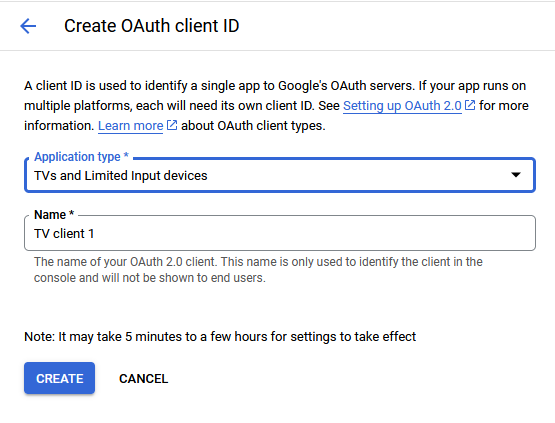 Create OAuth client ID
A client ID is used to identify a single app to Google's OAuth servers. If your app runs on
multiple platforms, each will need its own client ID. See Setting up OAuth 2.0 for more
information. Learn more about OAuth client types.
Application type *
TVs and Limited Input devices
Name *
TV client 1
The name of your OAuth 2.0 client. This name is only used to identify the client in the
console and will not be shown to end users.
Note: It may take 5 minutes to a few hours for settings to take effect
CREATE CANCEL